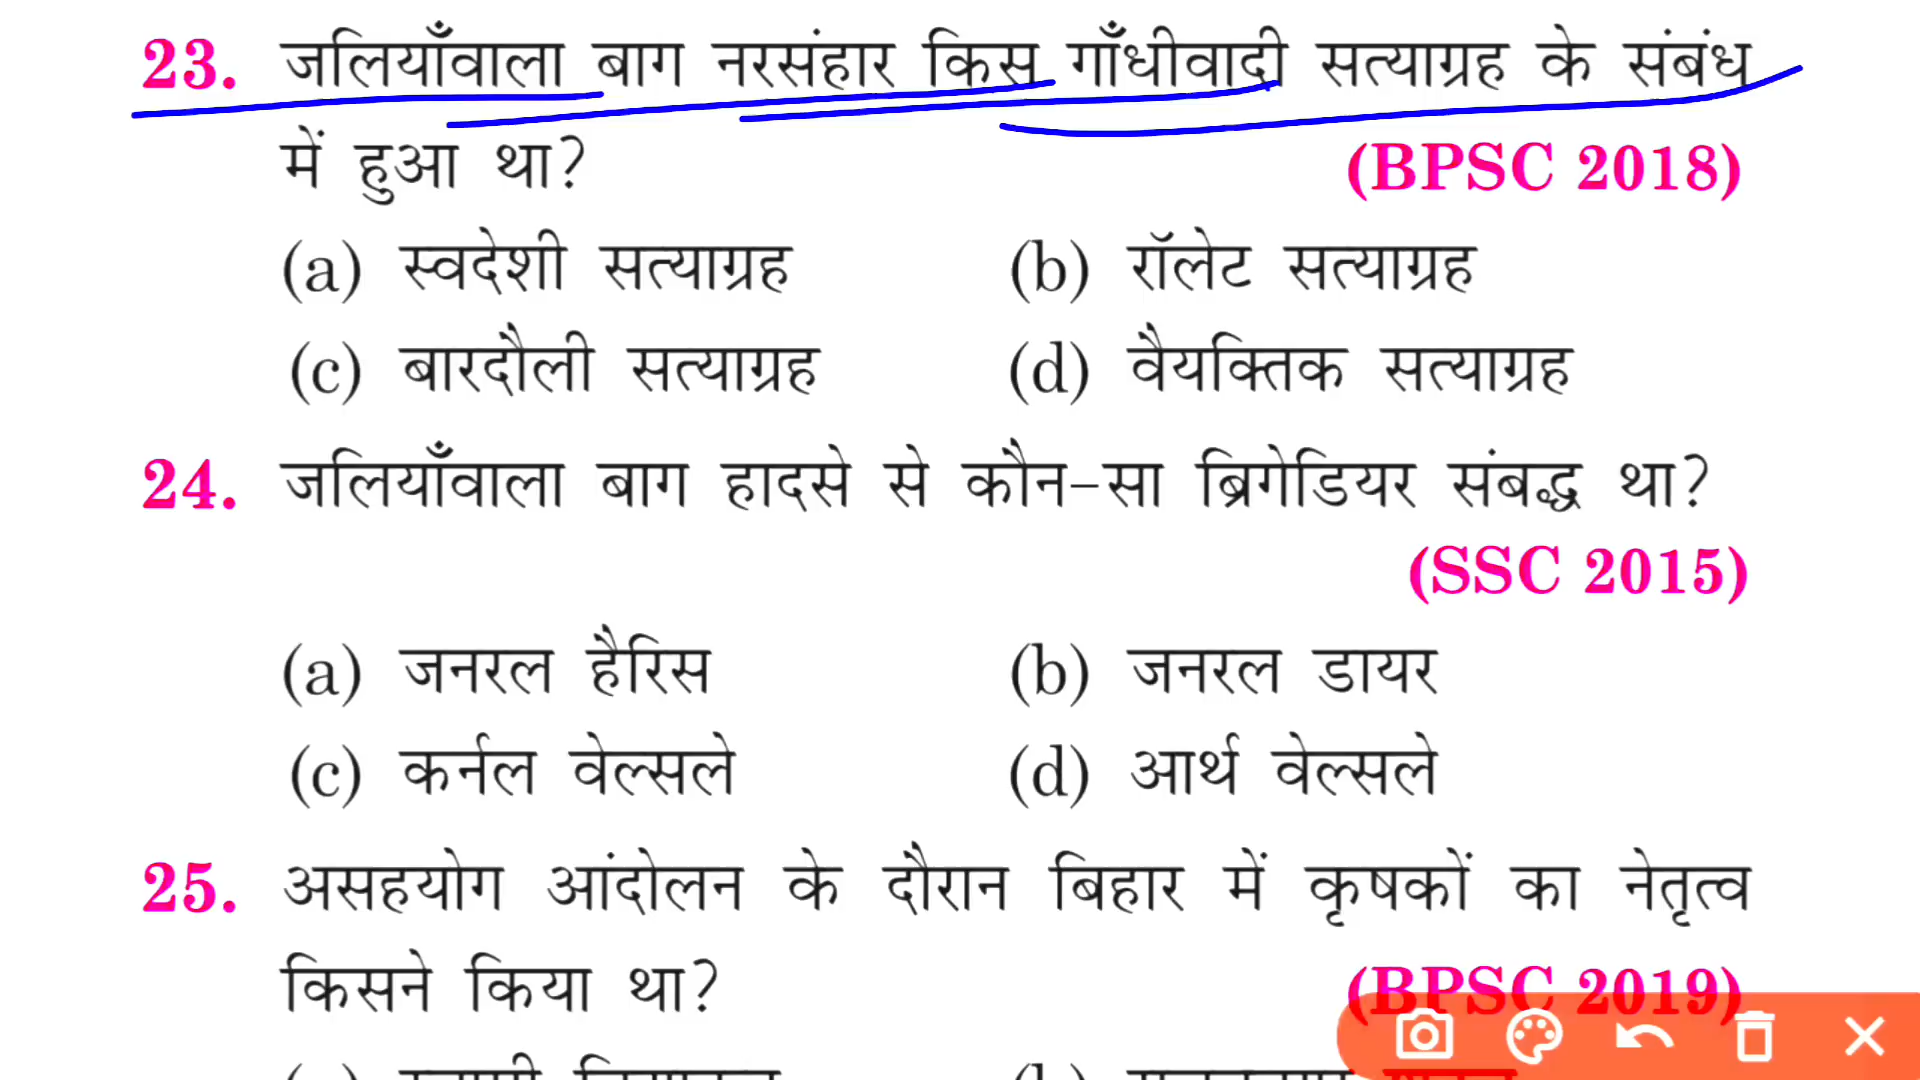 23. जलियाँवाला बाग नरसंहार किस गाँधीवादी सत्याग्रह के संबंध
में हुआ था? (BPSC 2018)
(a) स्वदेशी सत्याग्रह (b) रॉलेट सत्याग्रह
(c) बारदौली सत्याग्रह (d) वैयक्तिक सत्याग्रह
24. जलियाँवाला बाग हादसे से कौन-सा ब्रिगेडियर संबद्ध था?
(SSC 2015)
(a) जनरल हैरिस (b) जनरल डायर
(c) कर्नल वेल्सले (d) आर्थ वेल्सले
25. असहयोग आंदोलन के दौरान बिहार में कृषकों का नेतृत्व
किसने किया था? (BPSC 2019)